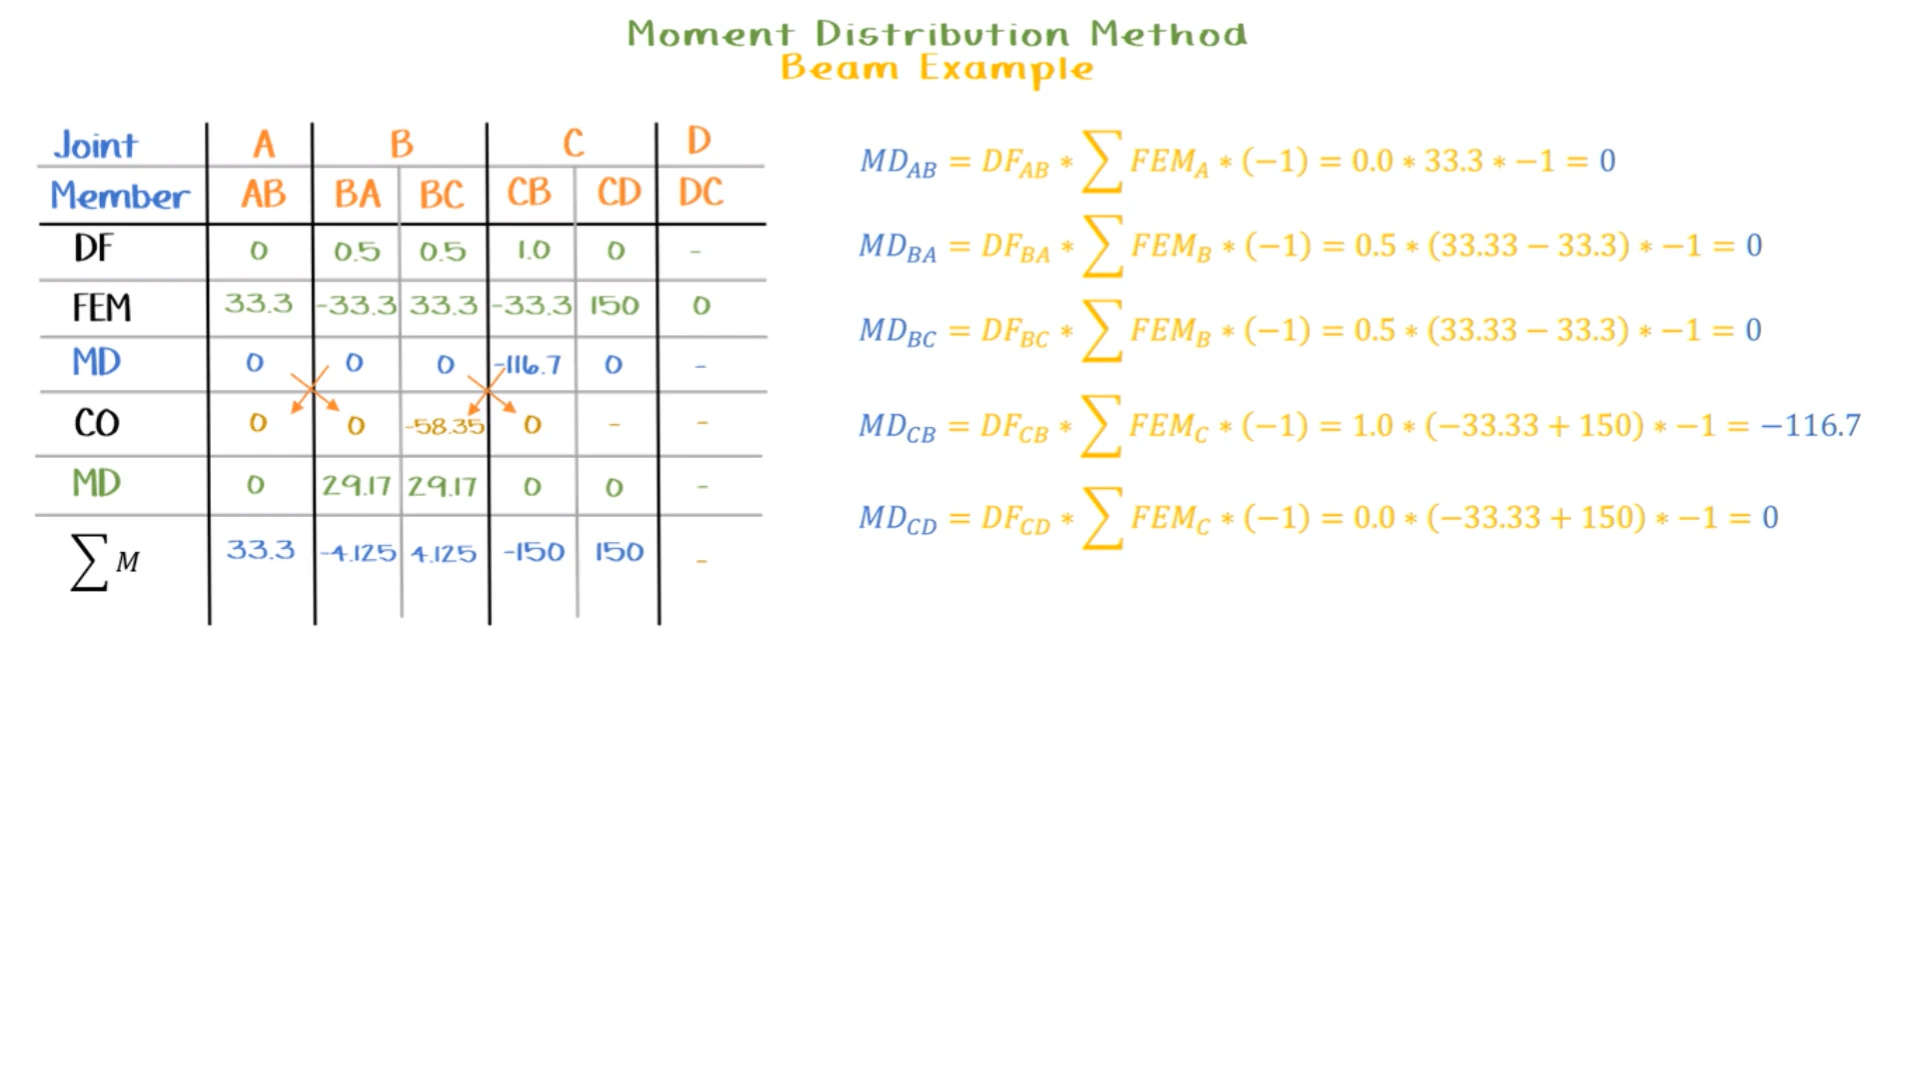 Moment Distribution Method
Beam Example
Joint A B C D
Member AB BA BC CB CD DC
DF 0 0.5 0.5 1.0 0 -
FEM 33.3 -33.3 33.3 -33.3 150 0
MD 0 0 0 -116.7 0 -
CO 0 0 -58.35 0 - -
MD 0 29.17 29.17 0 0 -
∑M 33.3 -4.125 4.125 -150 150 -
MD_AB = DF_AB * ∑ FEM_A * (−1) = 0.0 * 33.3 * −1 = 0
MD_BA = DF_BA * ∑ FEM_B * (−1) = 0.5 * (33.33 − 33.3) * −1 = 0
MD_BC = DF_BC * ∑ FEM_B * (−1) = 0.5 * (33.33 − 33.3) * −1 = 0
MD_CB = DF_CB * ∑ FEM_C * (−1) = 1.0 * (−33.33 + 150) * −1 = −116.7
MD_CD = DF_CD * ∑ FEM_C * (−1) = 0.0 * (−33.33 + 150) * −1 = 0